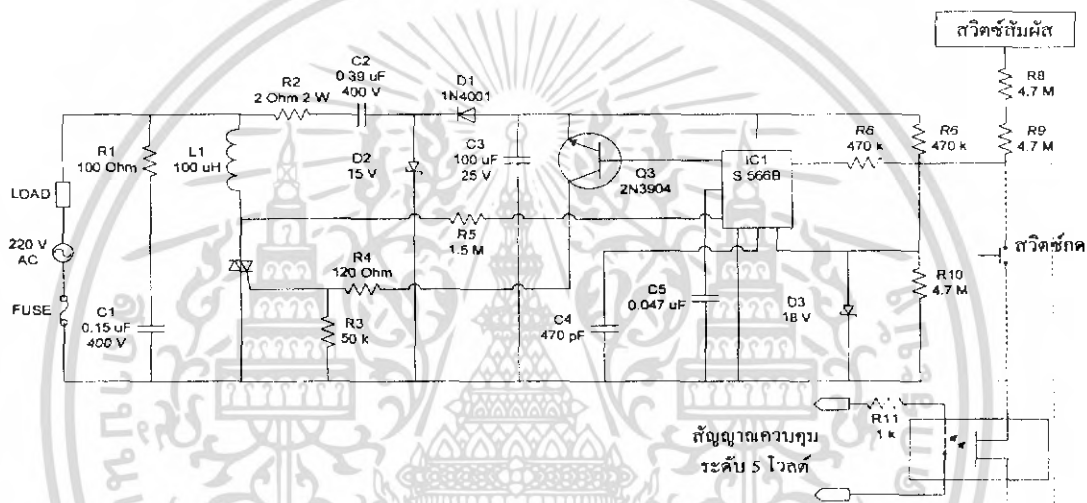 สวิตซ์สัมผัส
R8
4.7 M
R9
4.7 M
C2
0.39 uF
400 V
R2
2 Ohm 2 W
D1
1N4001
R1
100 Ohm
L1
100 uH
D2
15 V
C3
100 uF
25 V
Q3
2N3904
IC1
S 566B
R6
470 k
R6
470 k
LOAD
220 V
AC
FUSE
R5
1.5 M
R4
120 Ohm
สวิตซ์กด
C1
0.15 uF
400 V
R3
50 k
C4
470 pF
C5
0.047 uF
D3
18 V
R10
4.7 M
สัญญาณควบคุม
ระดับ 5 โวลต์
R11
1 k